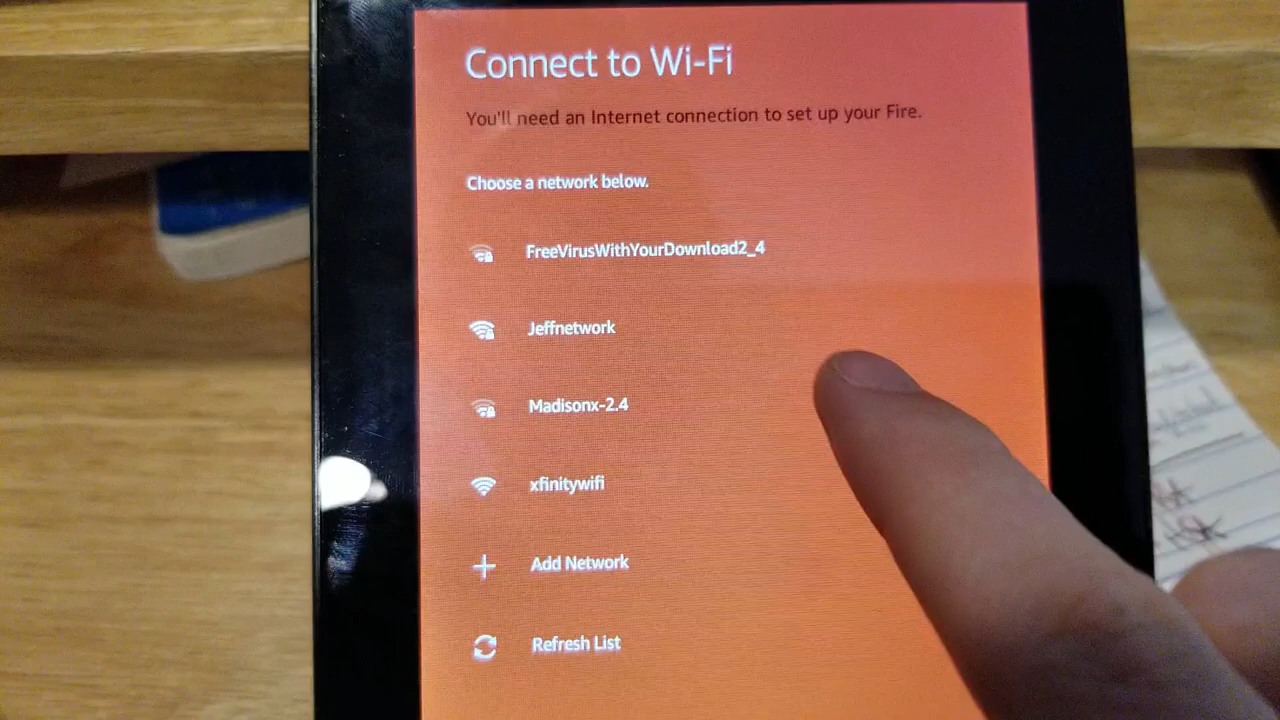 Connect to Wi-Fi
You'll need an Internet connection to set up your Fire.
Choose a network below.
FreeVirusWithYourDownload2_4
Jeffnetwork
Madisonx-2.4
xfinitywifi
Add Network
Refresh List